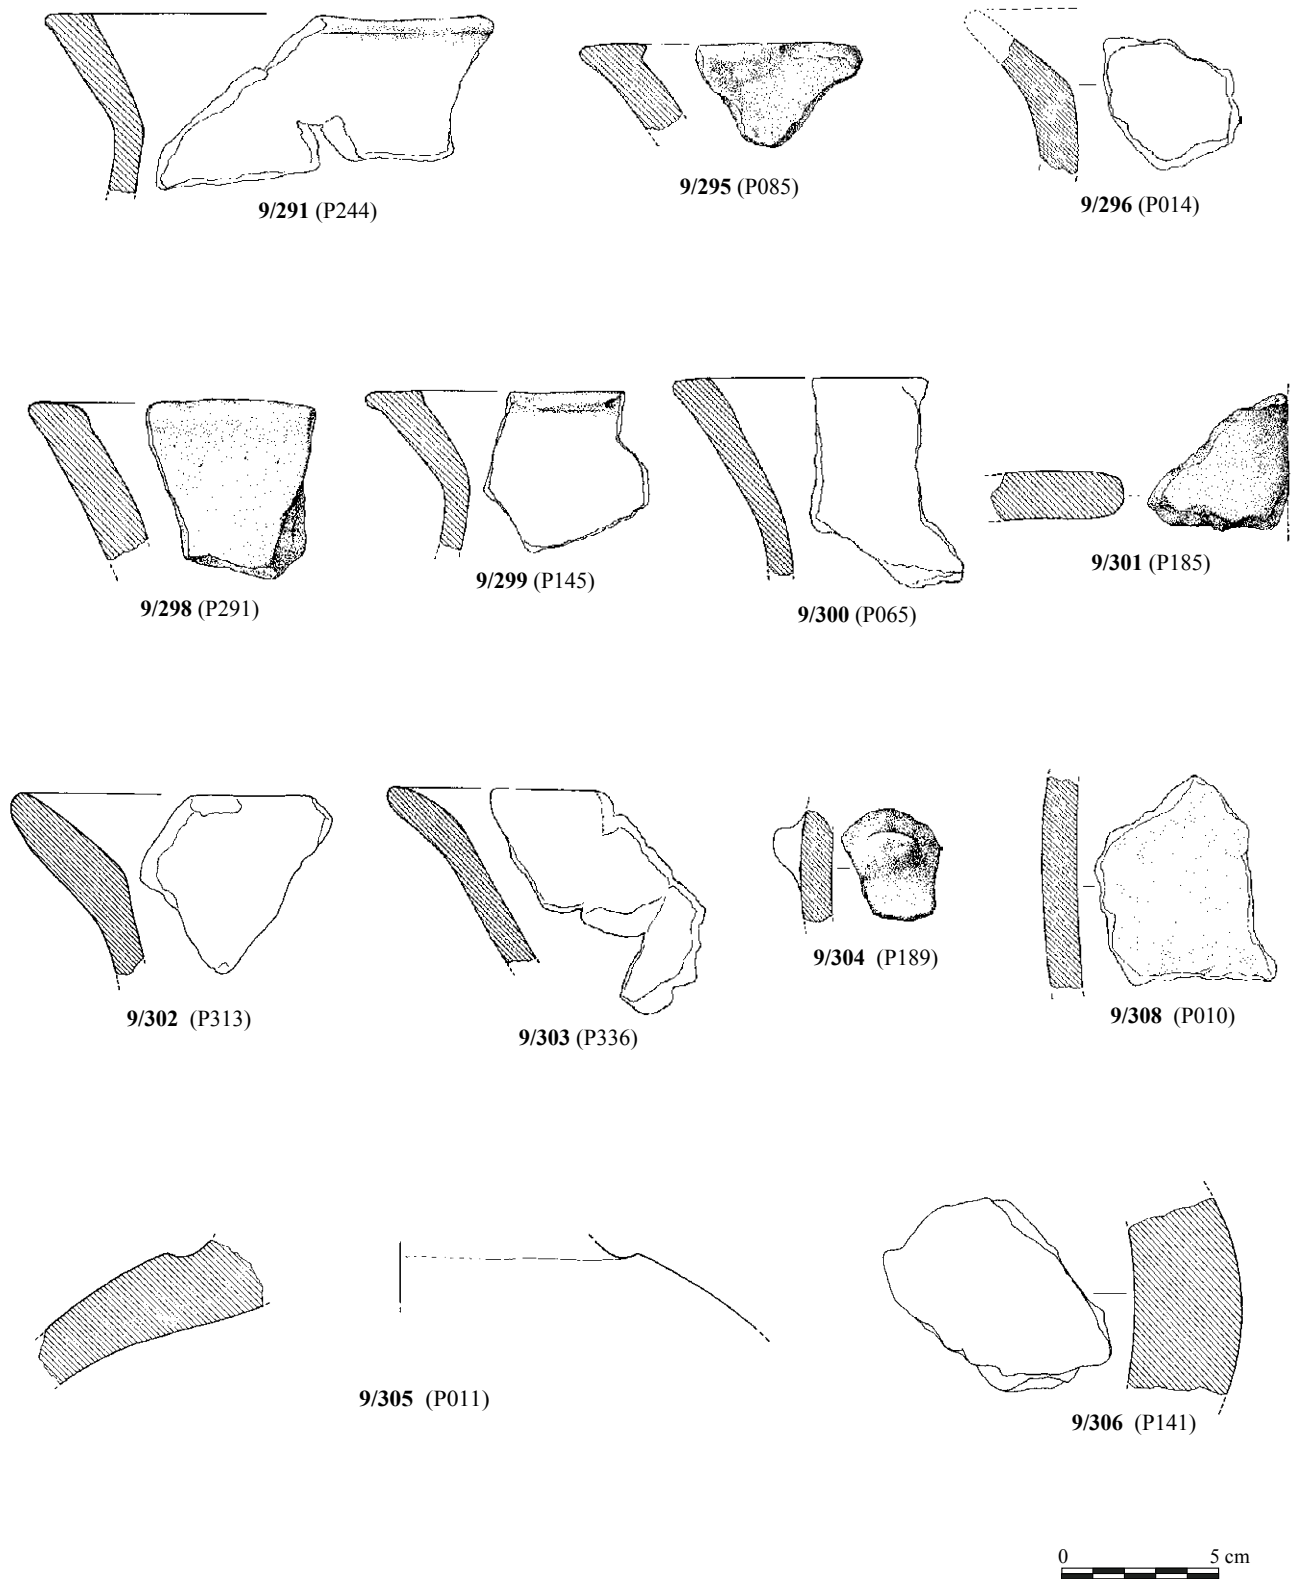 9/291 (P244)
9/295 (P085)
9/296 (P014)
9/298 (P291)
9/299 (P145)
9/300 (P065)
9/301 (P185)
9/302 (P313)
9/303 (P336)
9/304 (P189)
9/308 (P010)
9/305 (P011)
9/306 (P141)
0 5 cm